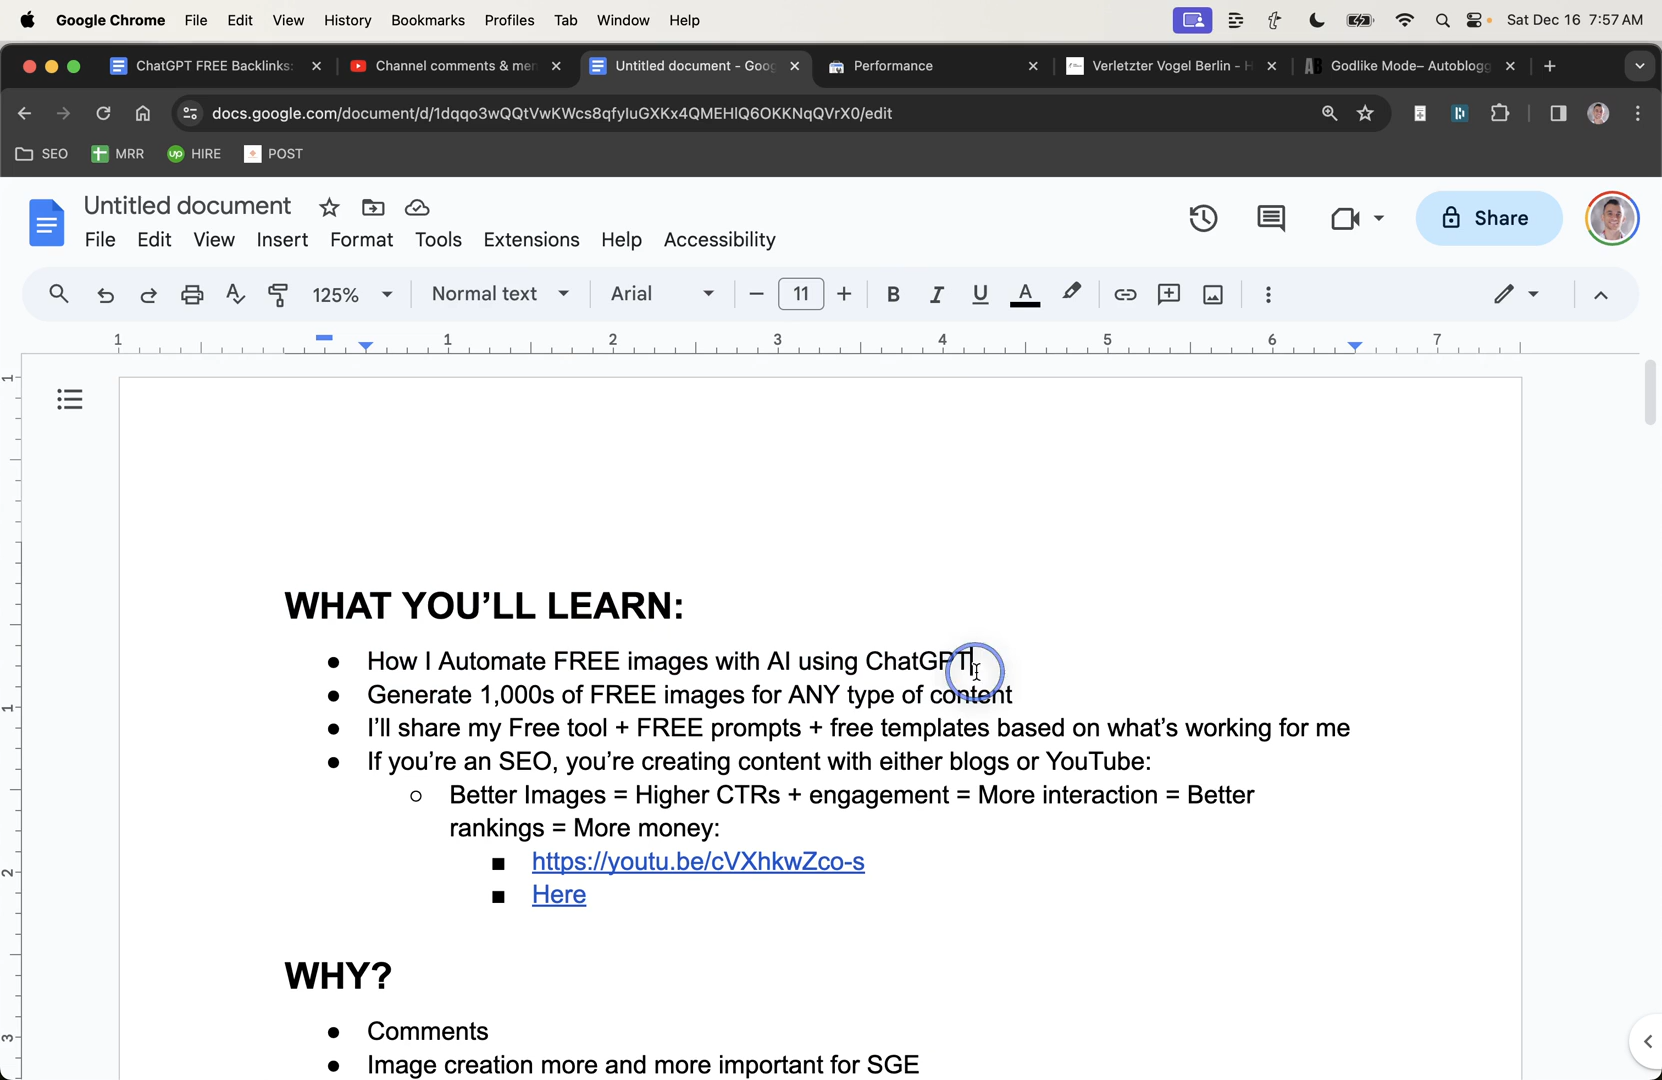 Google Chrome File Edit View History Bookmarks Profiles Tab Window Help Sat Dec 16 7:57 AM
ChatGPT FREE Backlinks: Channel comments & men Untitled document - Goog Performance Verletzter Vogel Berlin - H Godlike Mode– Autoblogg
docs.google.com/document/d/1dqqo3wQQtVwKWcs8qfyluGXKx4QMEHlQ6OKKNqQVrX0/edit
SEO MRR up HIRE POST
Untitled document
File Edit View Insert Format Tools Extensions Help Accessibility
Share
125% Normal text Arial 11 B I U A
1 1 2 3 4 5 6 7
1
WHAT YOU’LL LEARN:
● How I Automate FREE images with AI using ChatGPT
● Generate 1,000s of FREE images for ANY type of content
1
● I’ll share my Free tool + FREE prompts + free templates based on what’s working for me
● If you’re an SEO, you’re creating content with either blogs or YouTube:
○ Better Images = Higher CTRs + engagement = More interaction = Better
rankings = More money:
■ https://youtu.be/cVXhkwZco-s
2
■ Here
WHY?
● Comments
3
● Image creation more and more important for SGE